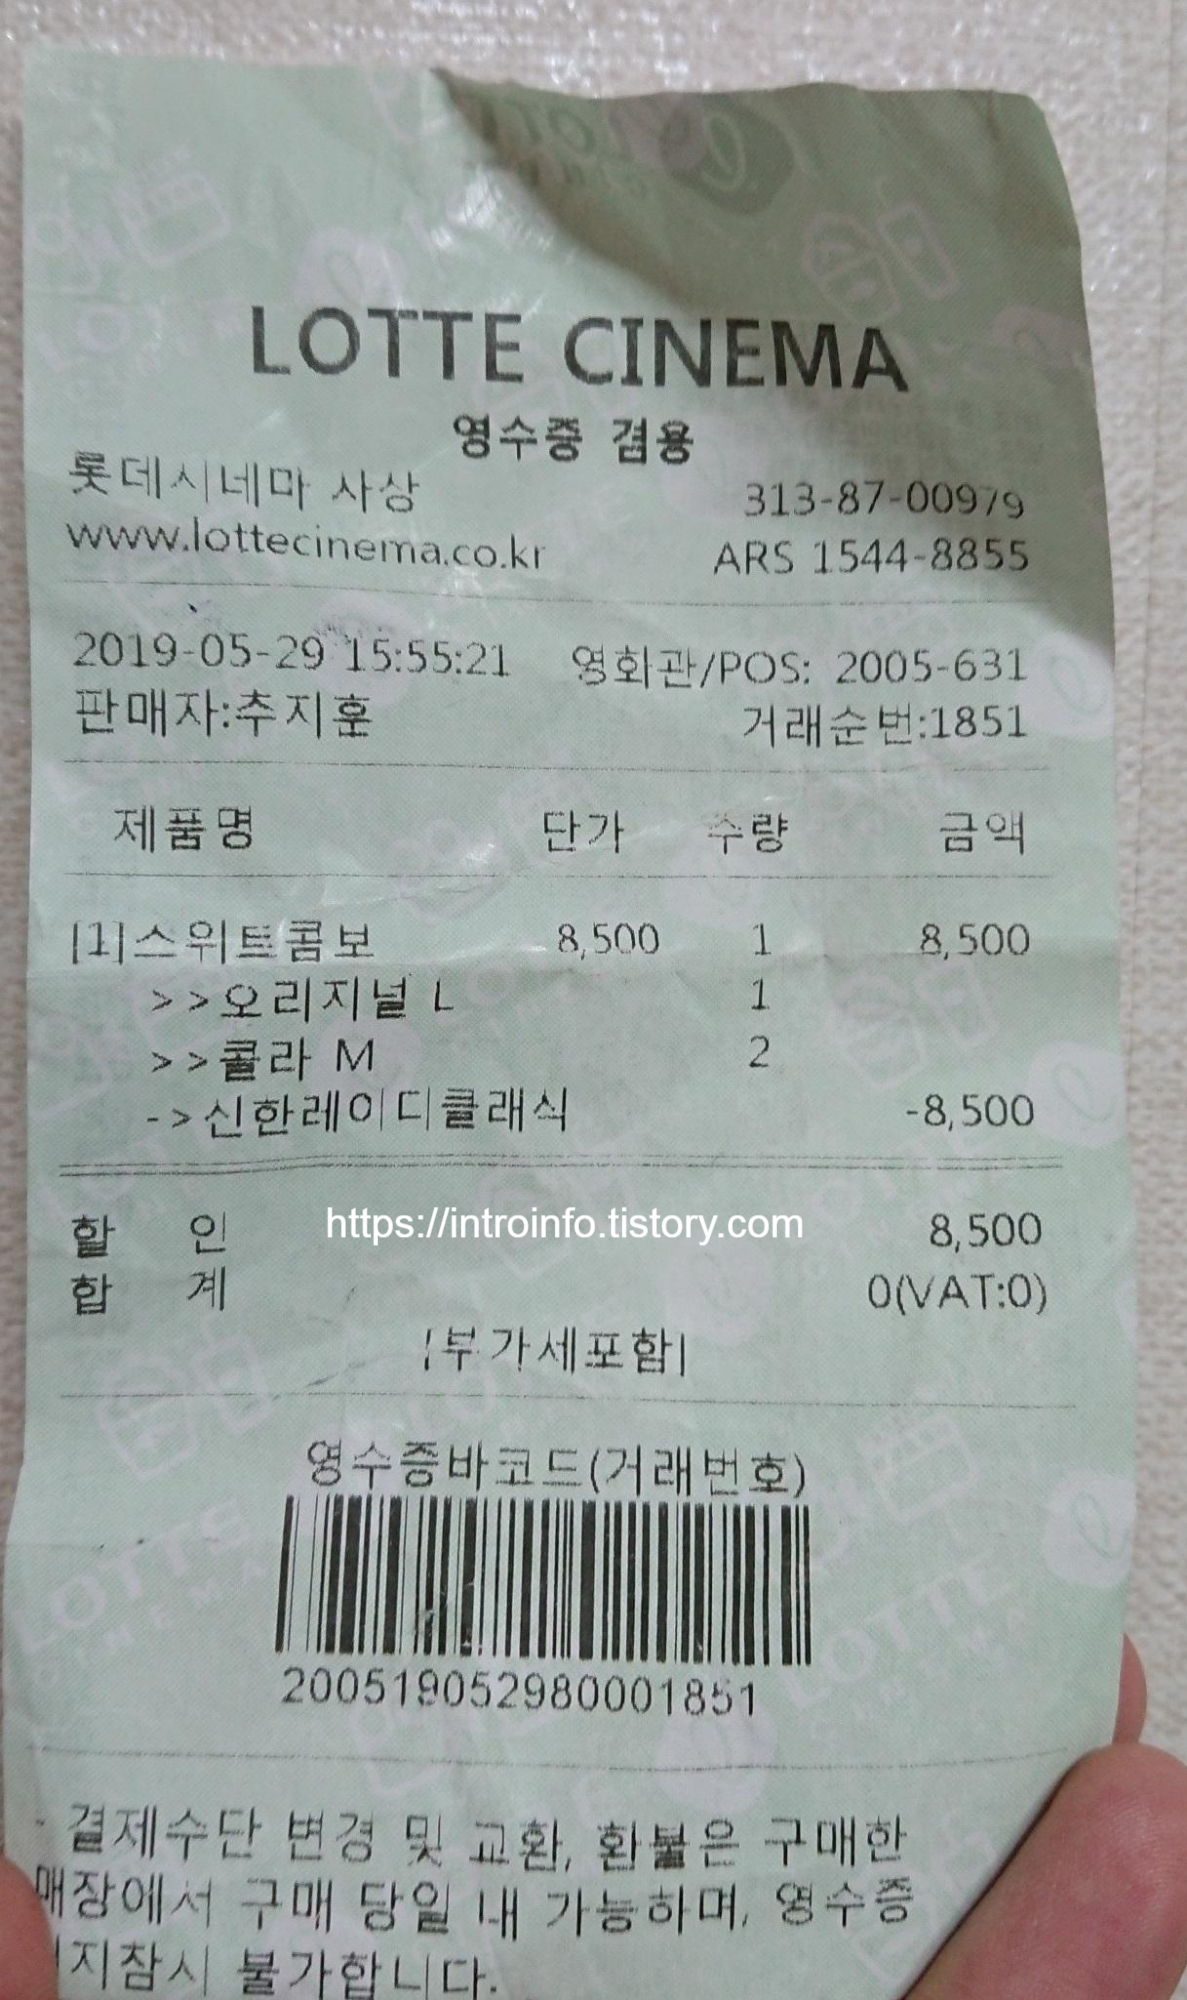 LOTTE CINEMA
영수증 겸용
롯데시네마 사상 313-87-00979
www.lottecinema.co.kr ARS 1544-8855
2019-05-29 15:55:21 영화관/POS: 2005-631
판매자:추지훈 거래순번:1851
제품명 단가 수량 금액
[1]스위트콤보 8,500 1 8,500
>>오리지널 L 1
>>콜라 M 2
->신한레이디클래식 -8,500
할 인 8,500
https://introinfo.tistory.com
합 계 0(VAT:0)
[부가세포함]
영수증바코드(거래번호)
200519052980001851
- 결제수단 변경 및 교환, 환불은 구매한
매장에서 구매 당일 내 가능하며, 영수증
지참시 불가합니다.